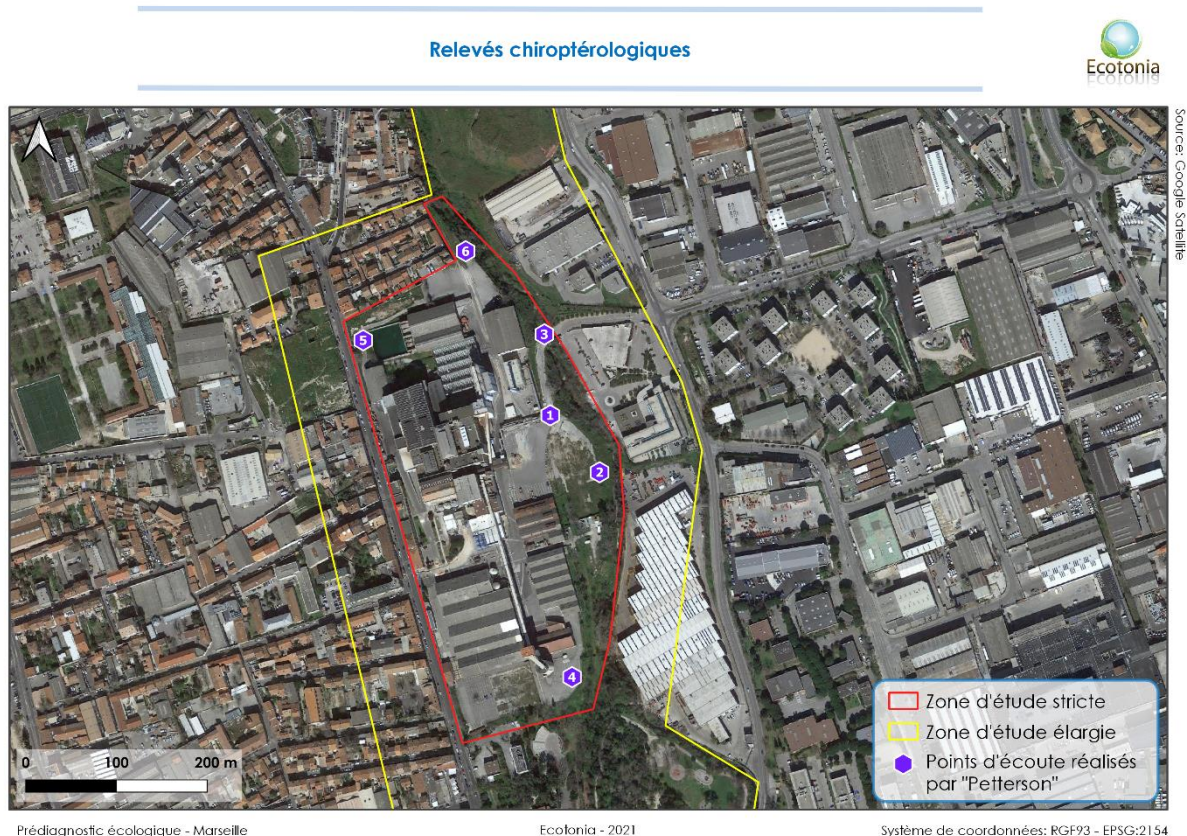 Relevés chiroptérologiques
Ecotonia
Source: Google Satellite
6
3
5
1
2
4
Zone d'étude stricte
Zone d'étude élargie
Points d'écoute réalisés
par "Petterson"
0 100 200 m
Prédiagnostic écologique - Marseille
Ecotonia - 2021
Système de coordonnées: RGF93 - EPSG:2154